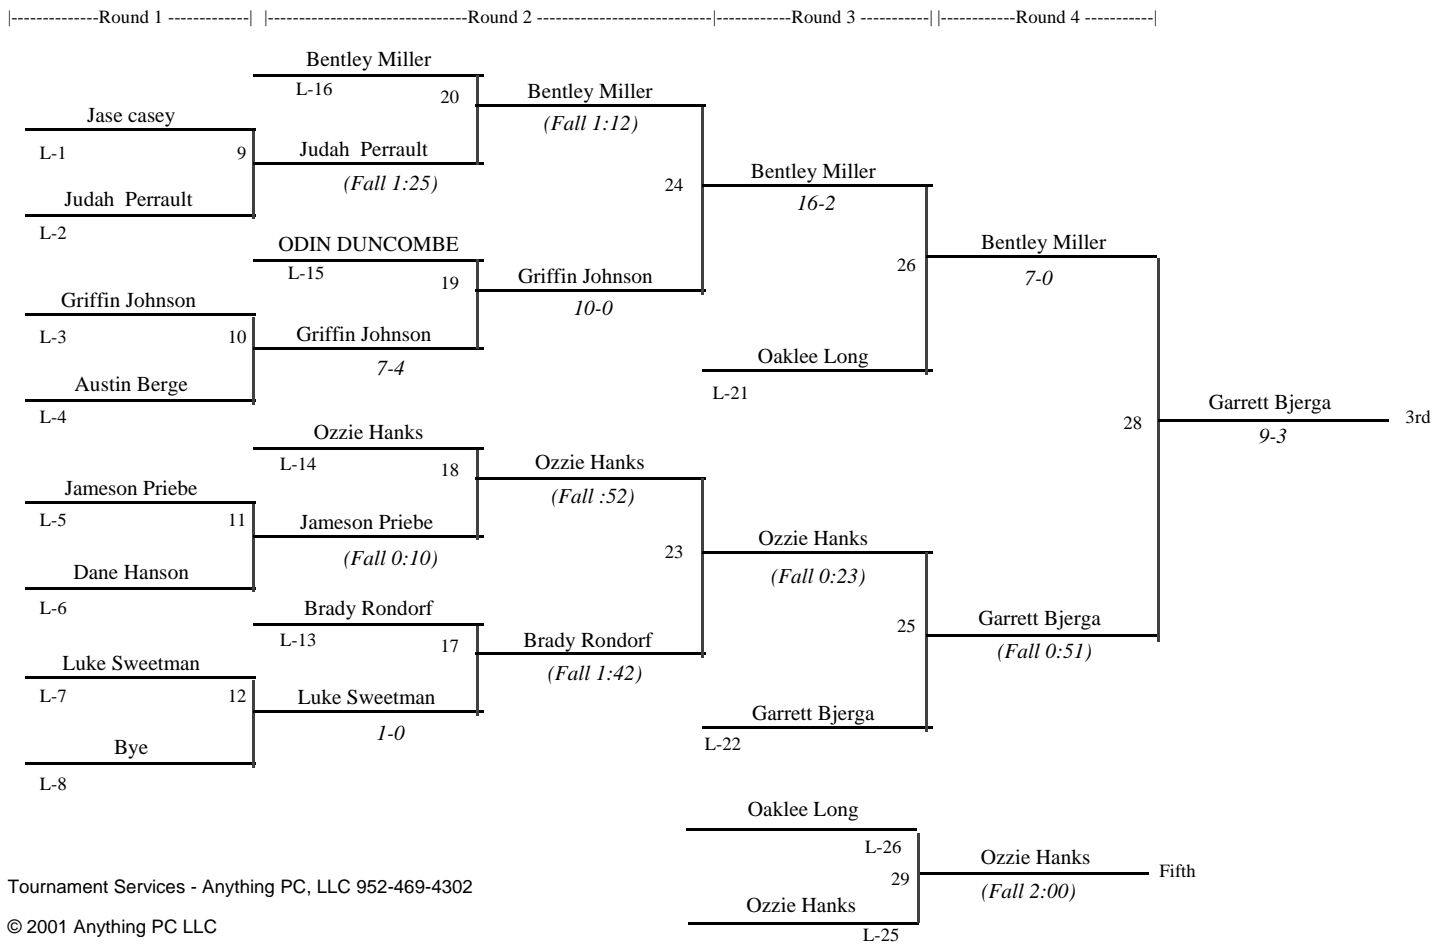 |-------------Round 1 -------------|
|------------------------------Round 2 --------------------------|
|-------------Round 3 ------------|
|------------Round 4 -----------|
Bentley Miller
L-16
20
Bentley Miller
(Fall 1:12)
Jase casey
L-1
9
Judah  Perrault
(Fall 1:25)
Judah  Perrault
L-2
24
Bentley Miller
16-2
ODIN DUNCOMBE
L-15
19
Griffin Johnson
10-0
26
Bentley Miller
7-0
Griffin Johnson
L-3
10
Griffin Johnson
7-4
Austin Berge
L-4
Oaklee Long
L-21
28
Garrett Bjerga
9-3
3rd
Ozzie Hanks
L-14
18
Ozzie Hanks
(Fall :52)
Jameson Priebe
L-5
11
Jameson Priebe
(Fall 0:10)
Dane Hanson
L-6
23
Ozzie Hanks
(Fall 0:23)
Brady Rondorf
L-13
17
Brady Rondorf
(Fall 1:42)
25
Garrett Bjerga
(Fall 0:51)
Luke Sweetman
L-7
12
Luke Sweetman
1-0
Bye
L-8
Garrett Bjerga
L-22
Oaklee Long
L-26
29
Ozzie Hanks
(Fall 2:00)
Fifth
Ozzie Hanks
L-25
Tournament Services - Anything PC, LLC 952-469-4302
© 2001 Anything PC LLC